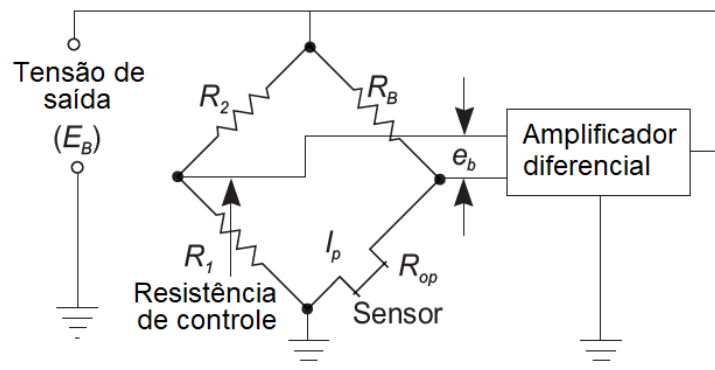 Tensão de
saída
(E_B)
R_2
R_B
e_b
Amplificador
diferencial
R_1
I_p
R_op
Resistência
de controle
Sensor